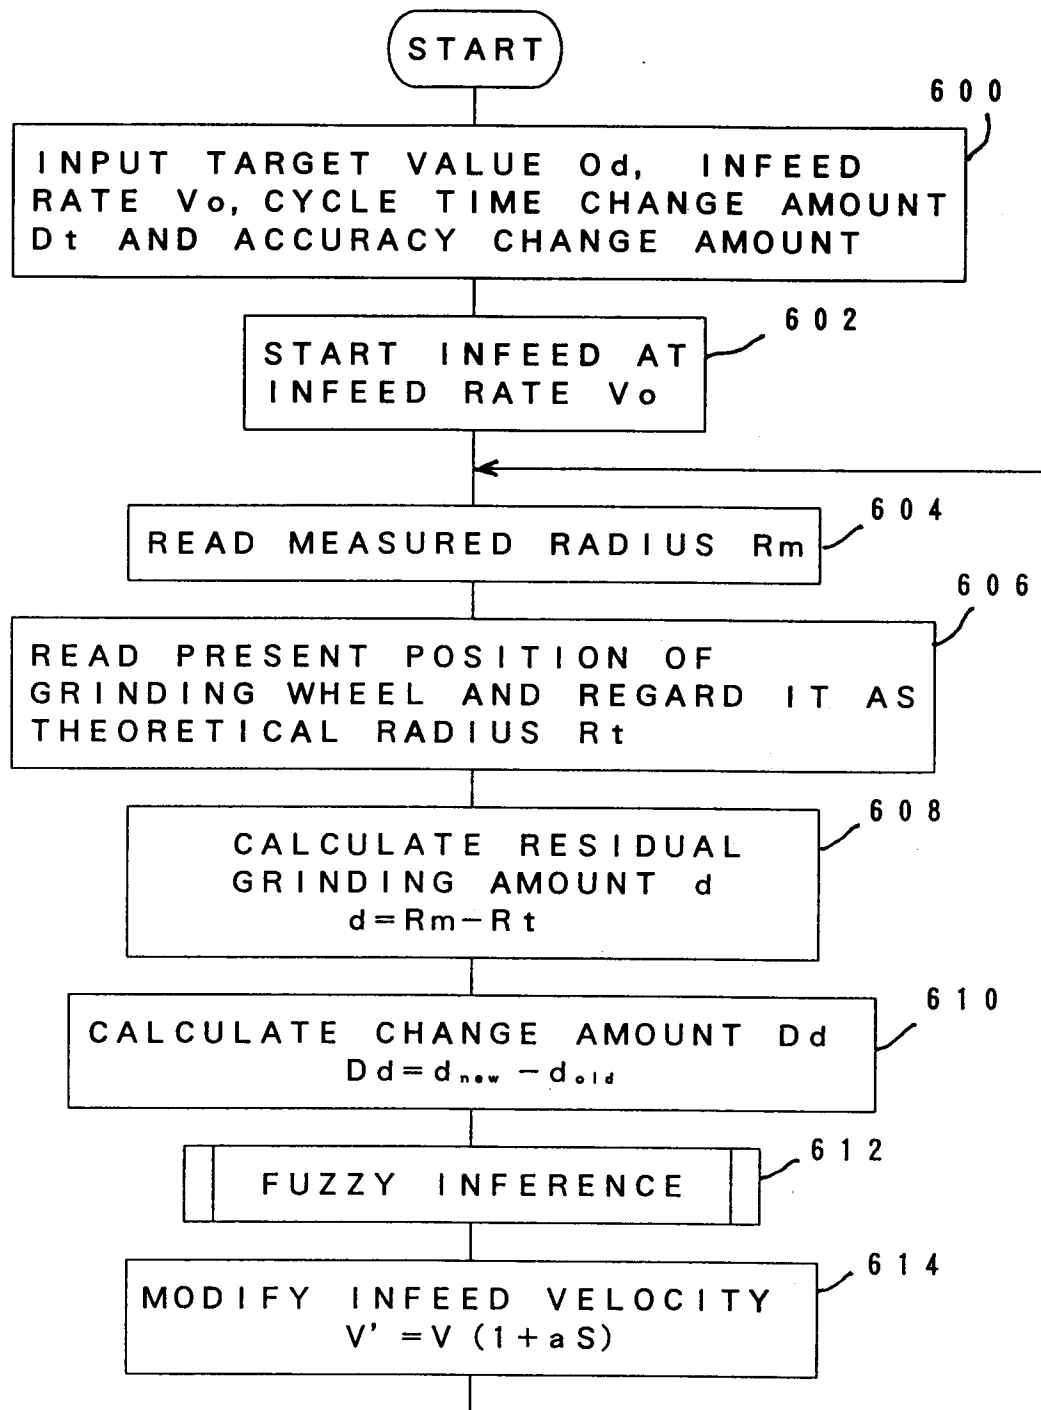 START
600
INPUT TARGET VALUE Od, INFEED
RATE Vo, CYCLE TIME CHANGE AMOUNT
Dt AND ACCURACY CHANGE AMOUNT
602
START INFEED AT
INFEED RATE Vo
604
READ MEASURED RADIUS Rm
606
READ PRESENT POSITION OF
GRINDING WHEEL AND REGARD IT AS
THEORETICAL RADIUS Rt
608
CALCULATE RESIDUAL
GRINDING AMOUNT d
d=Rm-Rt
610
CALCULATE CHANGE AMOUNT Dd
Dd=dnew-dold
612
FUZZY INFERENCE
614
MODIFY INFEED VELOCITY
V'=V (1+aS)